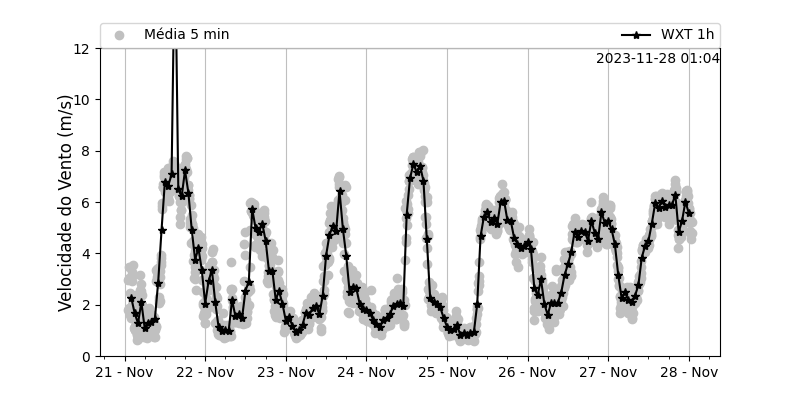 Média 5 min
WXT 1h
2023-11-28 01:04
Velocidade do Vento (m/s)
12
10
8
6
4
2
0
21 - Nov
22 - Nov
23 - Nov
24 - Nov
25 - Nov
26 - Nov
27 - Nov
28 - Nov